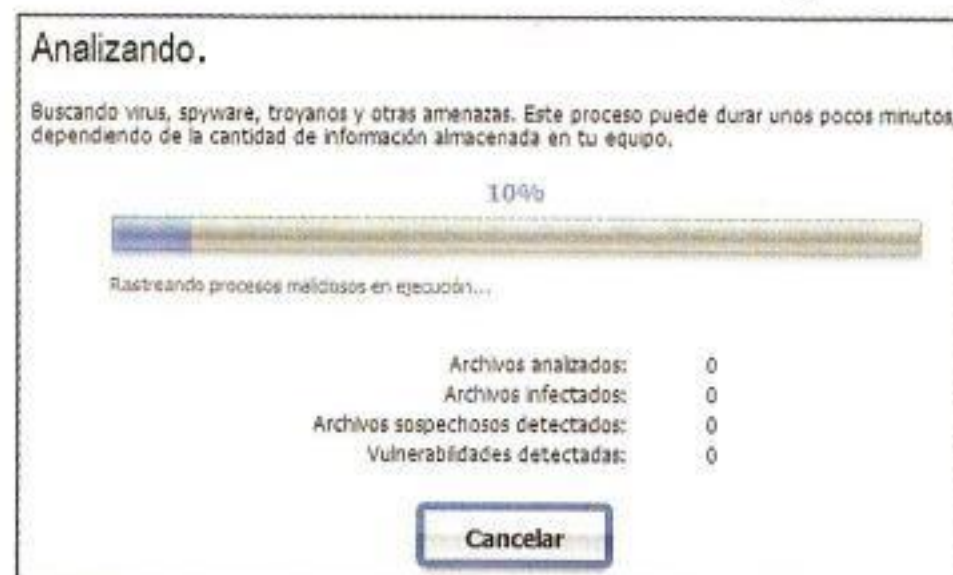 Analizando.
Buscando virus, spyware, troyanos y otras amenazas. Este proceso puede durar unos pocos minutos,
dependiendo de la cantidad de información almacenada en tu equipo.
10%
Rastreando procesos maliciosos en ejecución...
Archivos analizados: 0
Archivos infectados: 0
Archivos sospechosos detectados: 0
Vulnerabilidades detectadas: 0
Cancelar